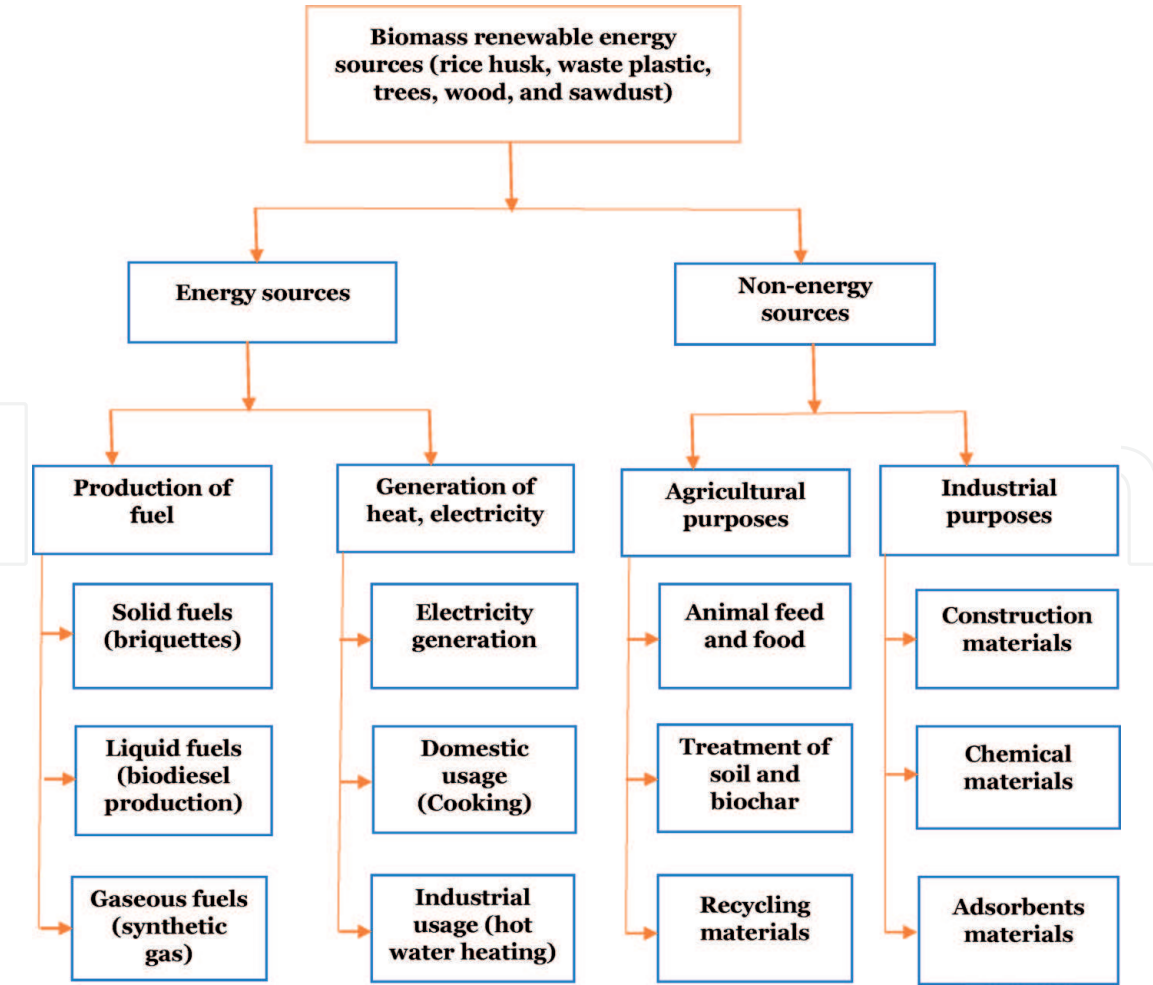 Biomass renewable energy
sources (rice husk, waste plastic,
trees, wood, and sawdust)
Energy sources
Non-energy
sources
Production of
fuel
Generation of
heat, electricity
Agricultural
purposes
Industrial
purposes
Solid fuels
(briquettes)
Electricity
generation
Animal feed
and food
Construction
materials
Liquid fuels
(biodiesel
production)
Domestic
usage
(Cooking)
Treatment of
soil and
biochar
Chemical
materials
Gaseous fuels
(synthetic
gas)
Industrial
usage (hot
water heating)
Recycling
materials
Adsorbents
materials